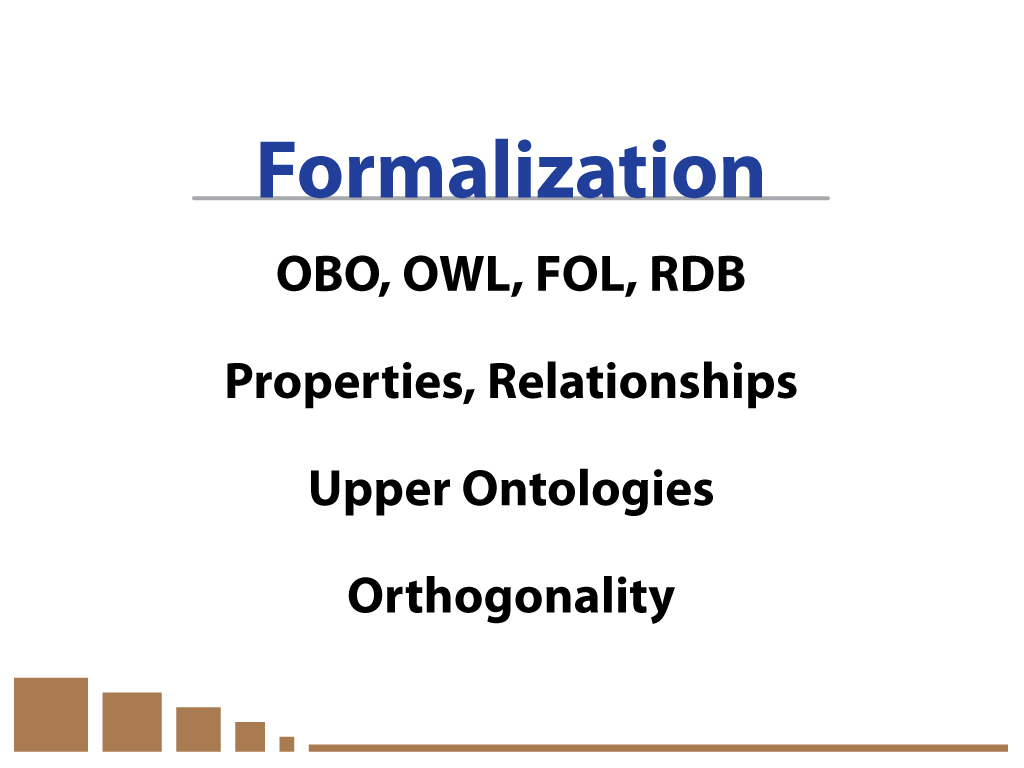 Formalization
OBO, OWL, FOL, RDB
Properties, Relationships
Upper Ontologies
Orthogonality